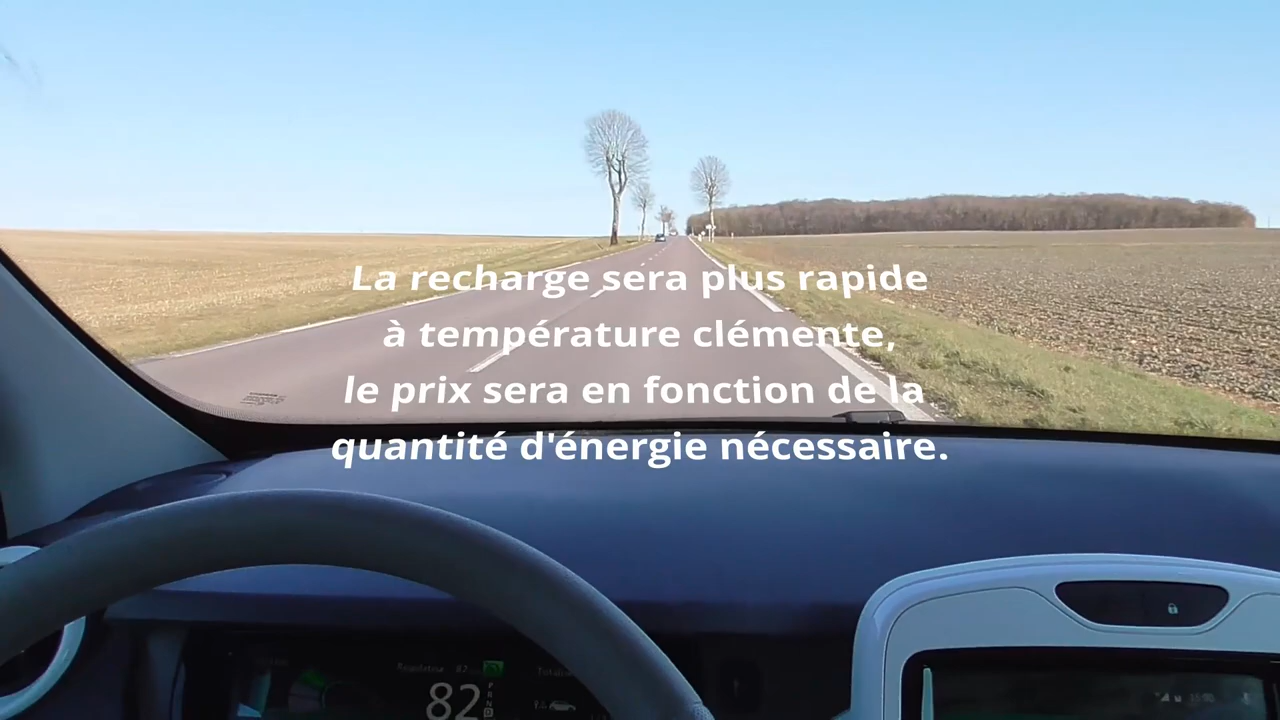 La recharge sera plus rapide
à température clémente,
le prix sera en fonction de la
quantité d'énergie nécessaire.
82